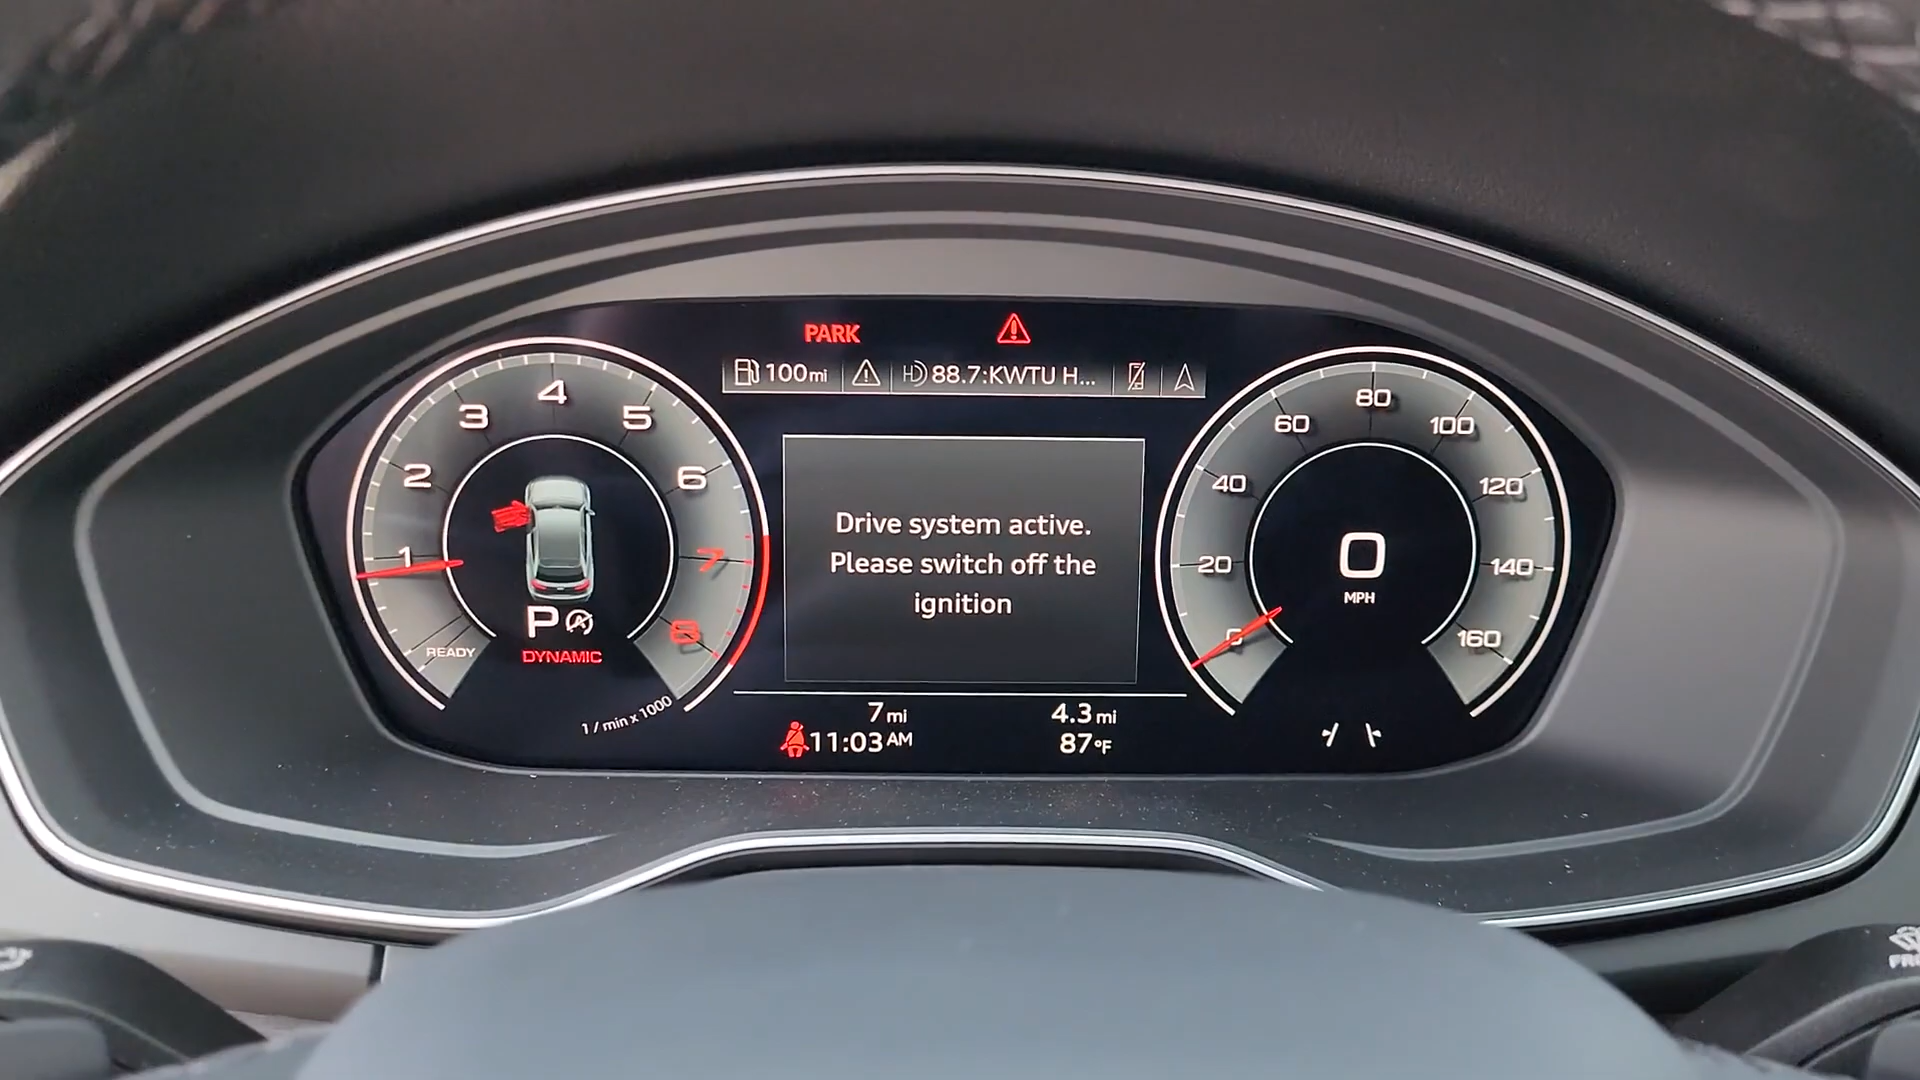 PARK
100mi
88.7:KWTU H...
1 2 3 4 5 6 7 8
READY
P
DYNAMIC
1 / min x 1000
Drive system active.
Please switch off the
ignition
0 20 40 60 80 100 120 140 160
0
MPH
7mi 4.3mi
11:03AM 87°F